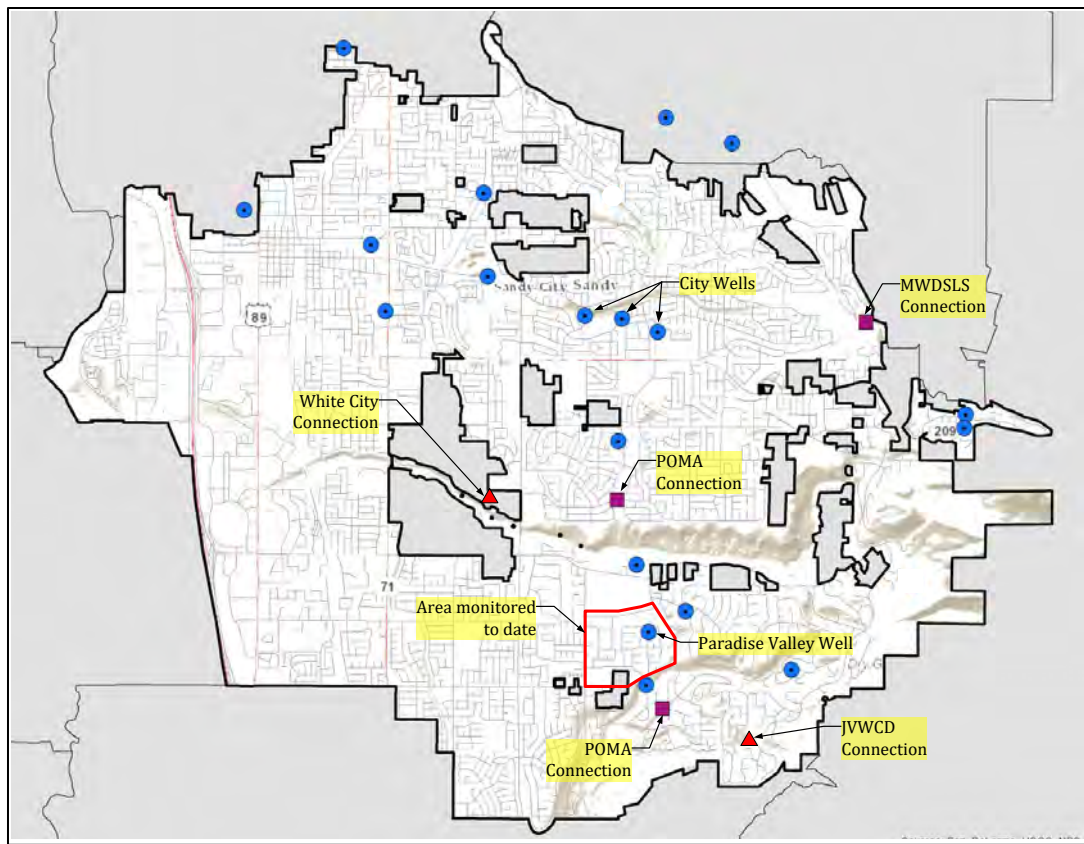 Sandy City Sandy
City Wells
MWDSLS
Connection
89
White City
Connection
209
POMA
Connection
71
Area monitored
to date
Paradise Valley Well
POMA
Connection
JVWCD
Connection